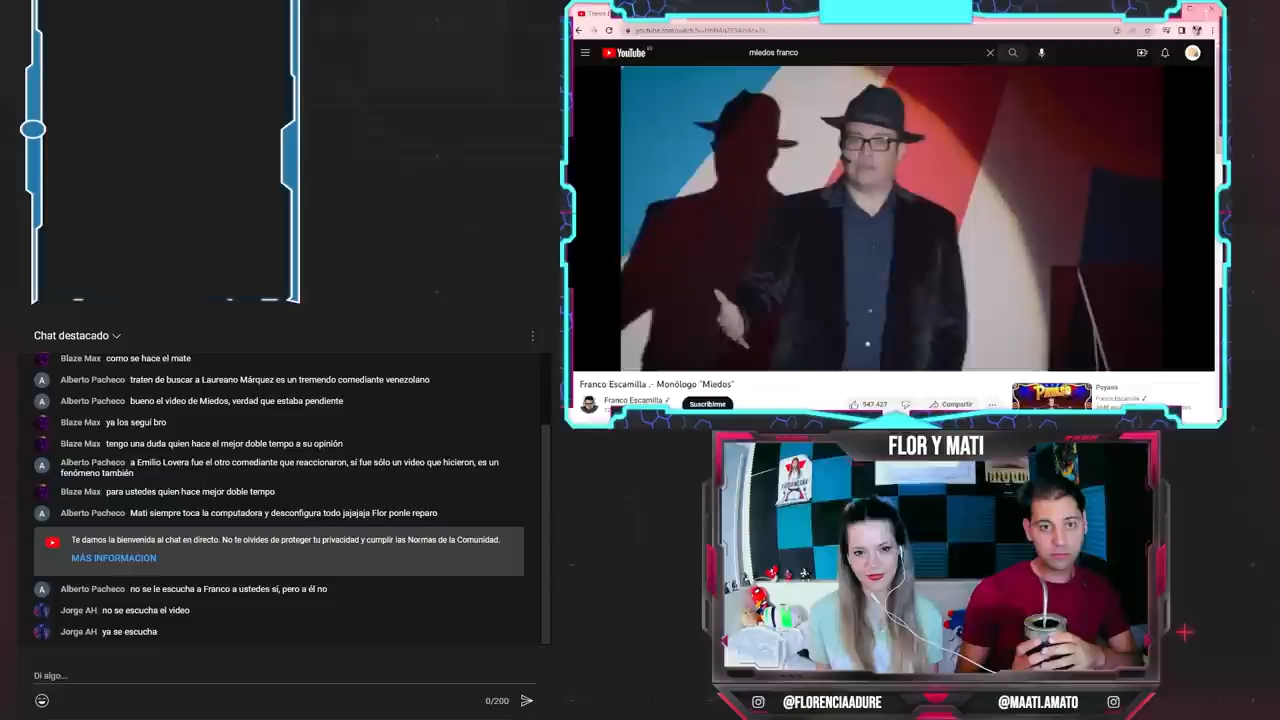 YouTube
miedos franco
Franco Escamilla .- Monólogo "Miedos"
Franco Escamilla
Suscribirme
947.427
Compartir
Payaso
Franco Escamilla
Chat destacado
Blaze Max como se hace el mate
Alberto Pacheco traten de buscar a Laureano Márquez es un tremendo comediante venezolano
Alberto Pacheco bueno el video de Miedos, verdad que estaba pendiente
Blaze Max ya los seguí bro
Blaze Max tengo una duda quien hace el mejor doble tempo a su opinión
Alberto Pacheco a Emilio Lovera fue el otro comediante que reaccionaron, sí fue sólo un video que hicieron, es un
fenómeno también
Blaze Max para ustedes quien hace mejor doble tempo
Alberto Pacheco Mati siempre toca la computadora y desconfigura todo jajajaja Flor ponle reparo
Te damos la bienvenida al chat en directo. No te olvides de proteger tu privacidad y cumplir las Normas de la Comunidad.
MÁS INFORMACIÓN
Alberto Pacheco no se le escucha a Franco a ustedes sí, pero a él no
Jorge AH no se escucha el video
Jorge AH ya se escucha
Di algo...
0/200
FLOR Y MATI
@FLORENCIAADURE
@MAATI.AMATO